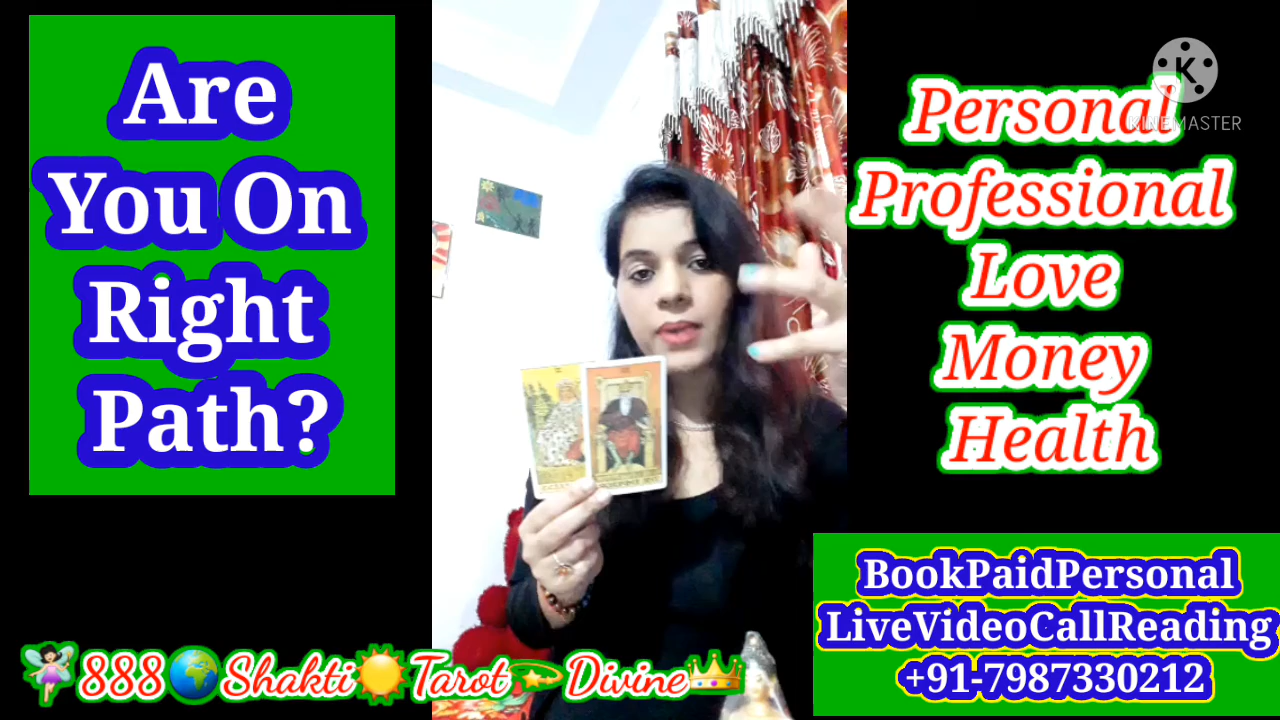 Are
You On
Right
Path?
Personal
KINEMASTER
Professional
Love
Money
Health
BookPaidPersonal
LiveVideoCallReading
+91-7987330212
🧚🏻‍♀️888🌍Shakti☀️Tarot💫Divine👑